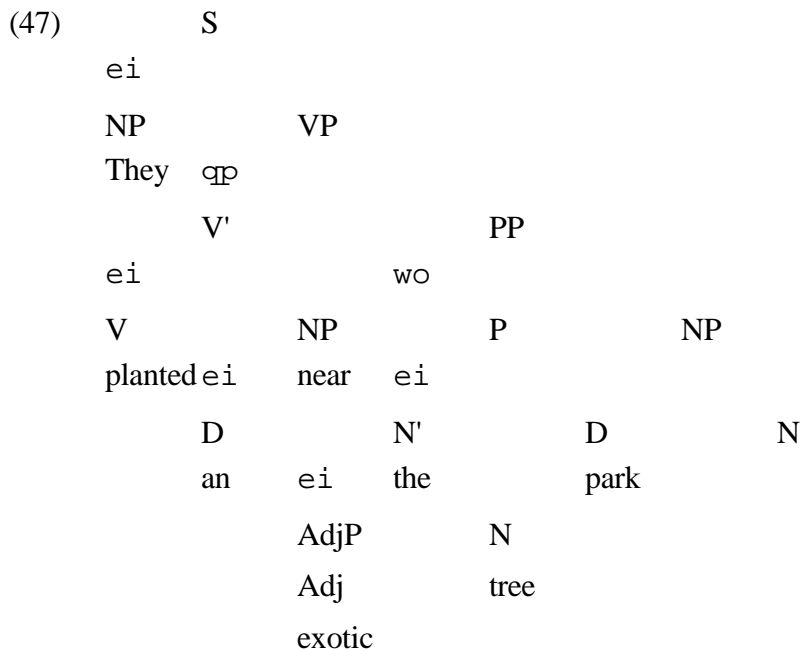 (47) S
ei
NP VP
They qp
V' PP
ei wo
V NP P NP
planted ei near ei
D N' D N
an ei the park
AdjP N
Adj tree
exotic